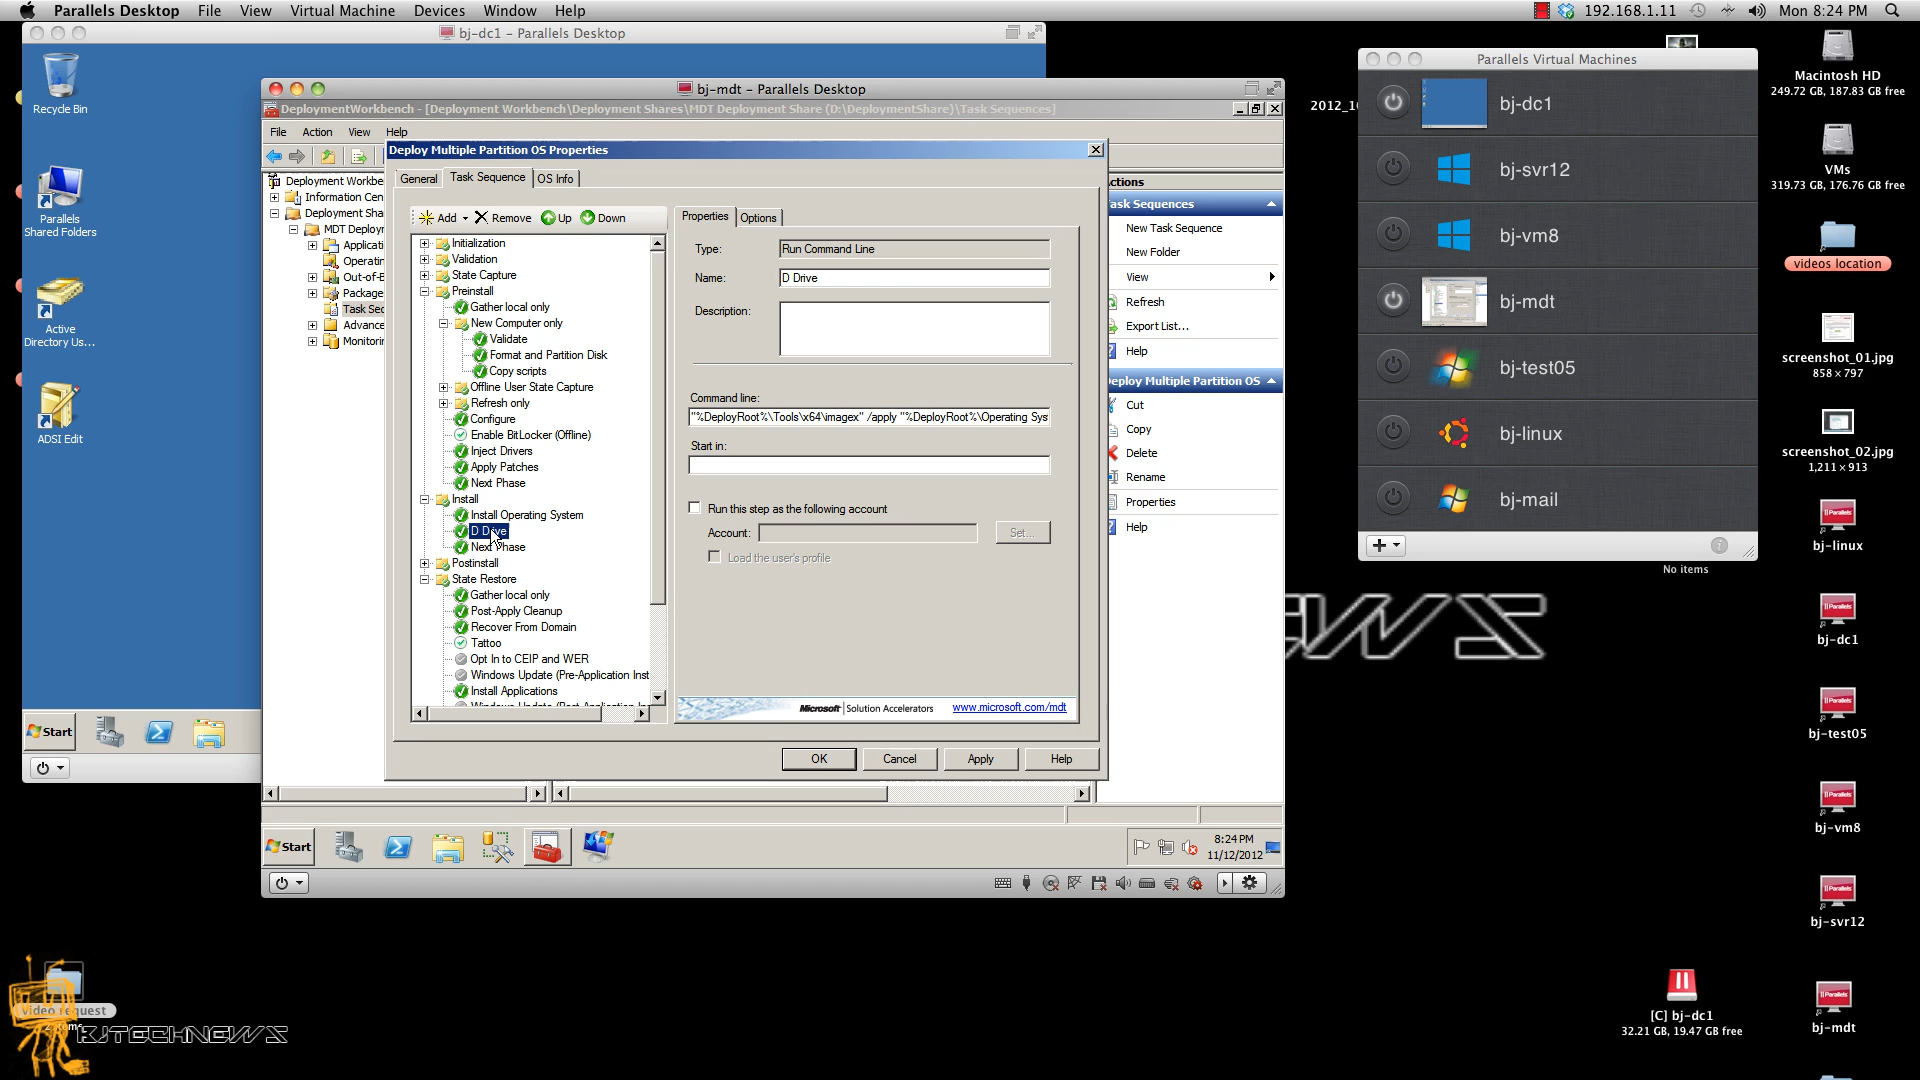 Parallels Desktop File View Virtual Machine Devices Window Help
192.168.1.11 Mon 8:24 PM
bj-dc1 - Parallels Desktop
Recycle Bin
Parallels
Shared Folders
Active
Directory Us...
ADSI Edit
Start
bj-mdt - Parallels Desktop
DeploymentWorkbench - [Deployment Workbench\Deployment Shares\MDT Deployment Share (D:\DeploymentShare)\Task Sequences]
File Action View Help
Deployment Workbe
Information Cen
Deployment Sha
MDT Deploy
Applicati
Operatin
Out-of-B
Package
Task Sec
Advance
Monitorin
Deploy Multiple Partition OS Properties
General Task Sequence OS Info
Add Remove Up Down
Initialization
Validation
State Capture
Preinstall
Gather local only
New Computer only
Validate
Format and Partition Disk
Copy scripts
Offline User State Capture
Refresh only
Configure
Enable BitLocker (Offline)
Inject Drivers
Apply Patches
Next Phase
Install
Install Operating System
D Drive
Next Phase
Postinstall
State Restore
Gather local only
Post-Apply Cleanup
Recover From Domain
Tattoo
Opt In to CEIP and WER
Windows Update (Pre-Application Inst
Install Applications
Properties Options
Type: Run Command Line
Name: D Drive
Description:
Command line:
"%DeployRoot%\Tools\x64\imagex" /apply "%DeployRoot%\Operating Sys
Start in:
Run this step as the following account
Account: Set...
Load the user's profile
Microsoft Solution Accelerators www.microsoft.com/mdt
OK Cancel Apply Help
ctions
ask Sequences
New Task Sequence
New Folder
View
Refresh
Export List...
Help
eploy Multiple Partition OS
Cut
Copy
Delete
Rename
Properties
Help
Start
8:24 PM
11/12/2012
Parallels Virtual Machines
bj-dc1
bj-svr12
bj-vm8
bj-mdt
bj-test05
bj-linux
bj-mail
No items
Macintosh HD
249.72 GB, 187.83 GB free
VMs
319.73 GB, 176.76 GB free
videos location
screenshot_01.jpg
858 × 797
screenshot_02.jpg
1,211 × 913
bj-linux
bj-dc1
bj-test05
bj-vm8
bj-svr12
bj-mdt
[C] bj-dc1
32.21 GB, 19.47 GB free
Video request
BJTECHNEWS